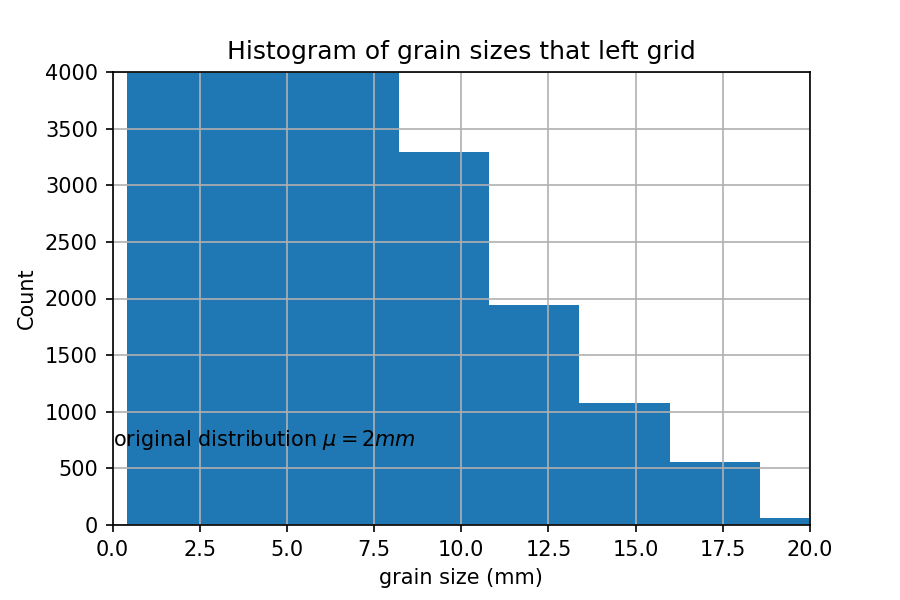 Histogram of grain sizes that left grid
4000
3500
3000
2500
2000
1500
1000
500
0
Count
original distribution μ = 2mm
0.0 2.5 5.0 7.5 10.0 12.5 15.0 17.5 20.0
grain size (mm)